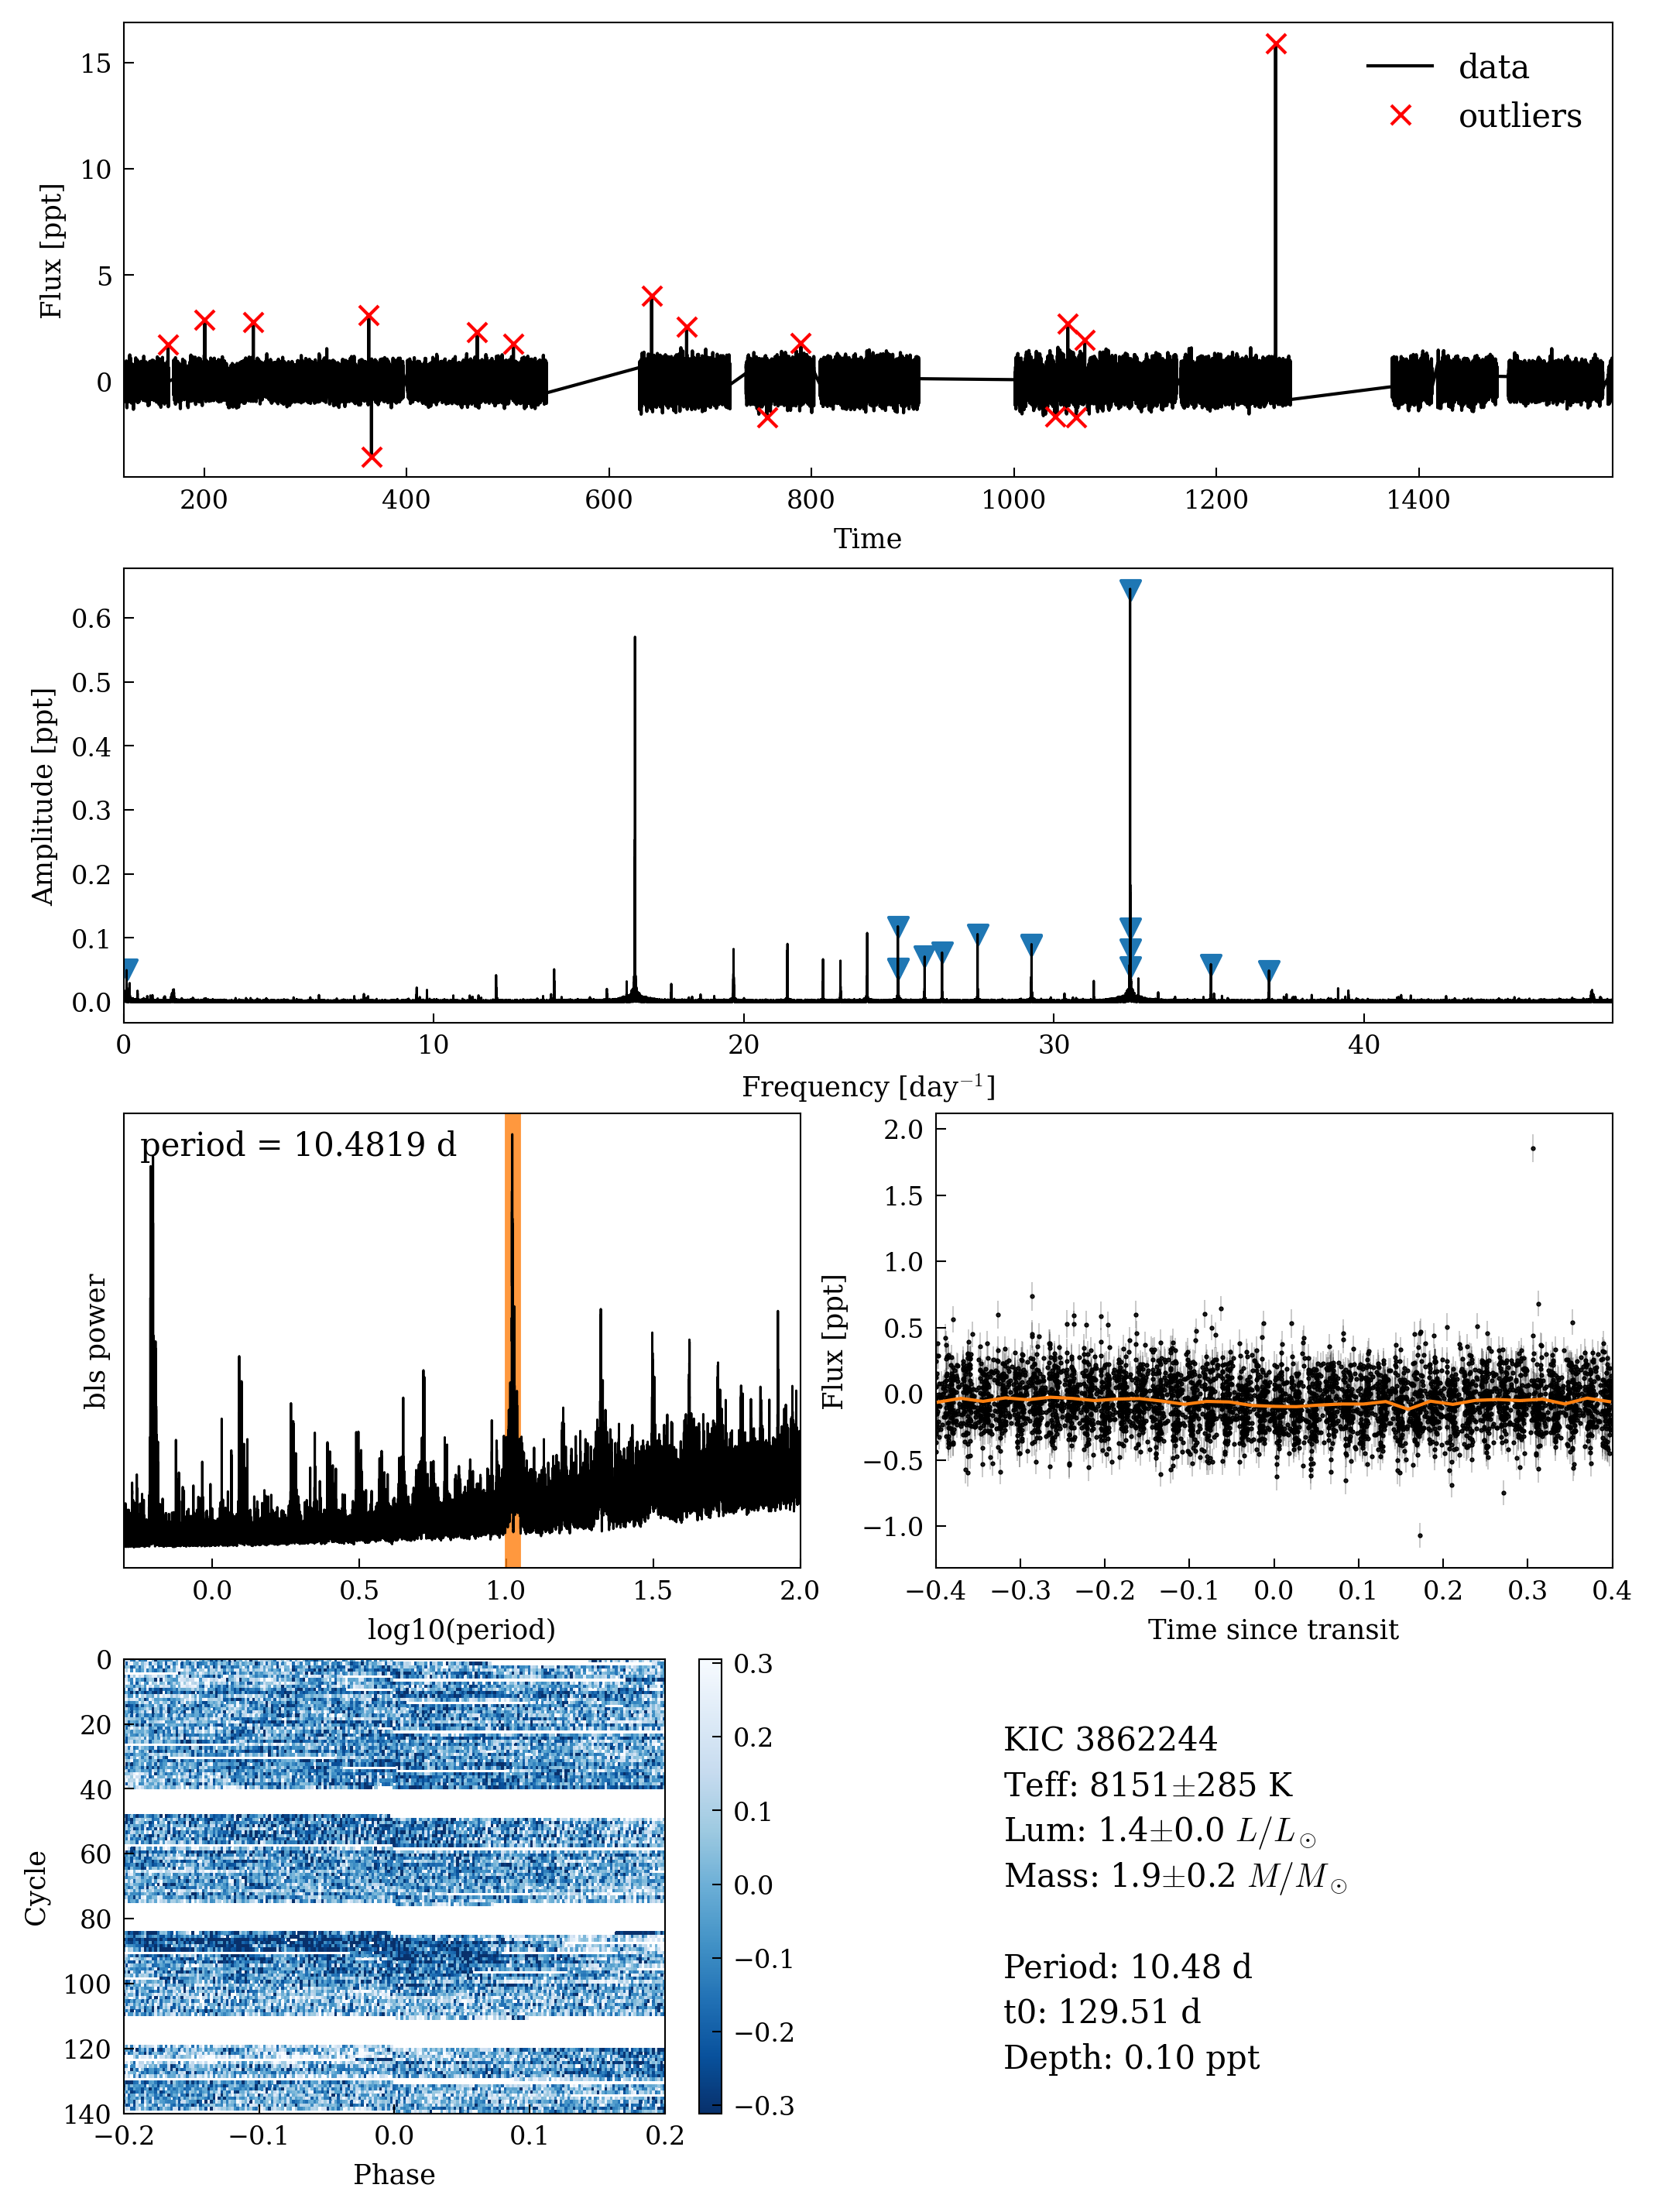 15
10
5
0
Flux [ppt]
data
outliers
200 400 600 800 1000 1200 1400
Time
0.6
0.5
0.4
0.3
0.2
0.1
0.0
Amplitude [ppt]
0 10 20 30 40
Frequency [day⁻¹]
period = 10.4819 d
bls power
0.0 0.5 1.0 1.5 2.0
log10(period)
2.0
1.5
1.0
0.5
0.0
−0.5
−1.0
Flux [ppt]
−0.4 −0.3 −0.2 −0.1 0.0 0.1 0.2 0.3 0.4
Time since transit
0
20
40
60
80
100
120
140
Cycle
−0.2 −0.1 0.0 0.1 0.2
Phase
0.3
0.2
0.1
0.0
−0.1
−0.2
−0.3
KIC 3862244
Teff: 8151±285 K
Lum: 1.4±0.0 L/L⊙
Mass: 1.9±0.2 M/M⊙
Period: 10.48 d
t0: 129.51 d
Depth: 0.10 ppt